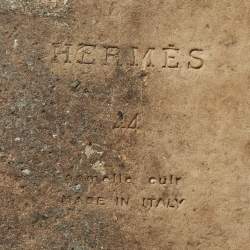 HERMÈS
44
semelle cuir
MADE IN ITALY